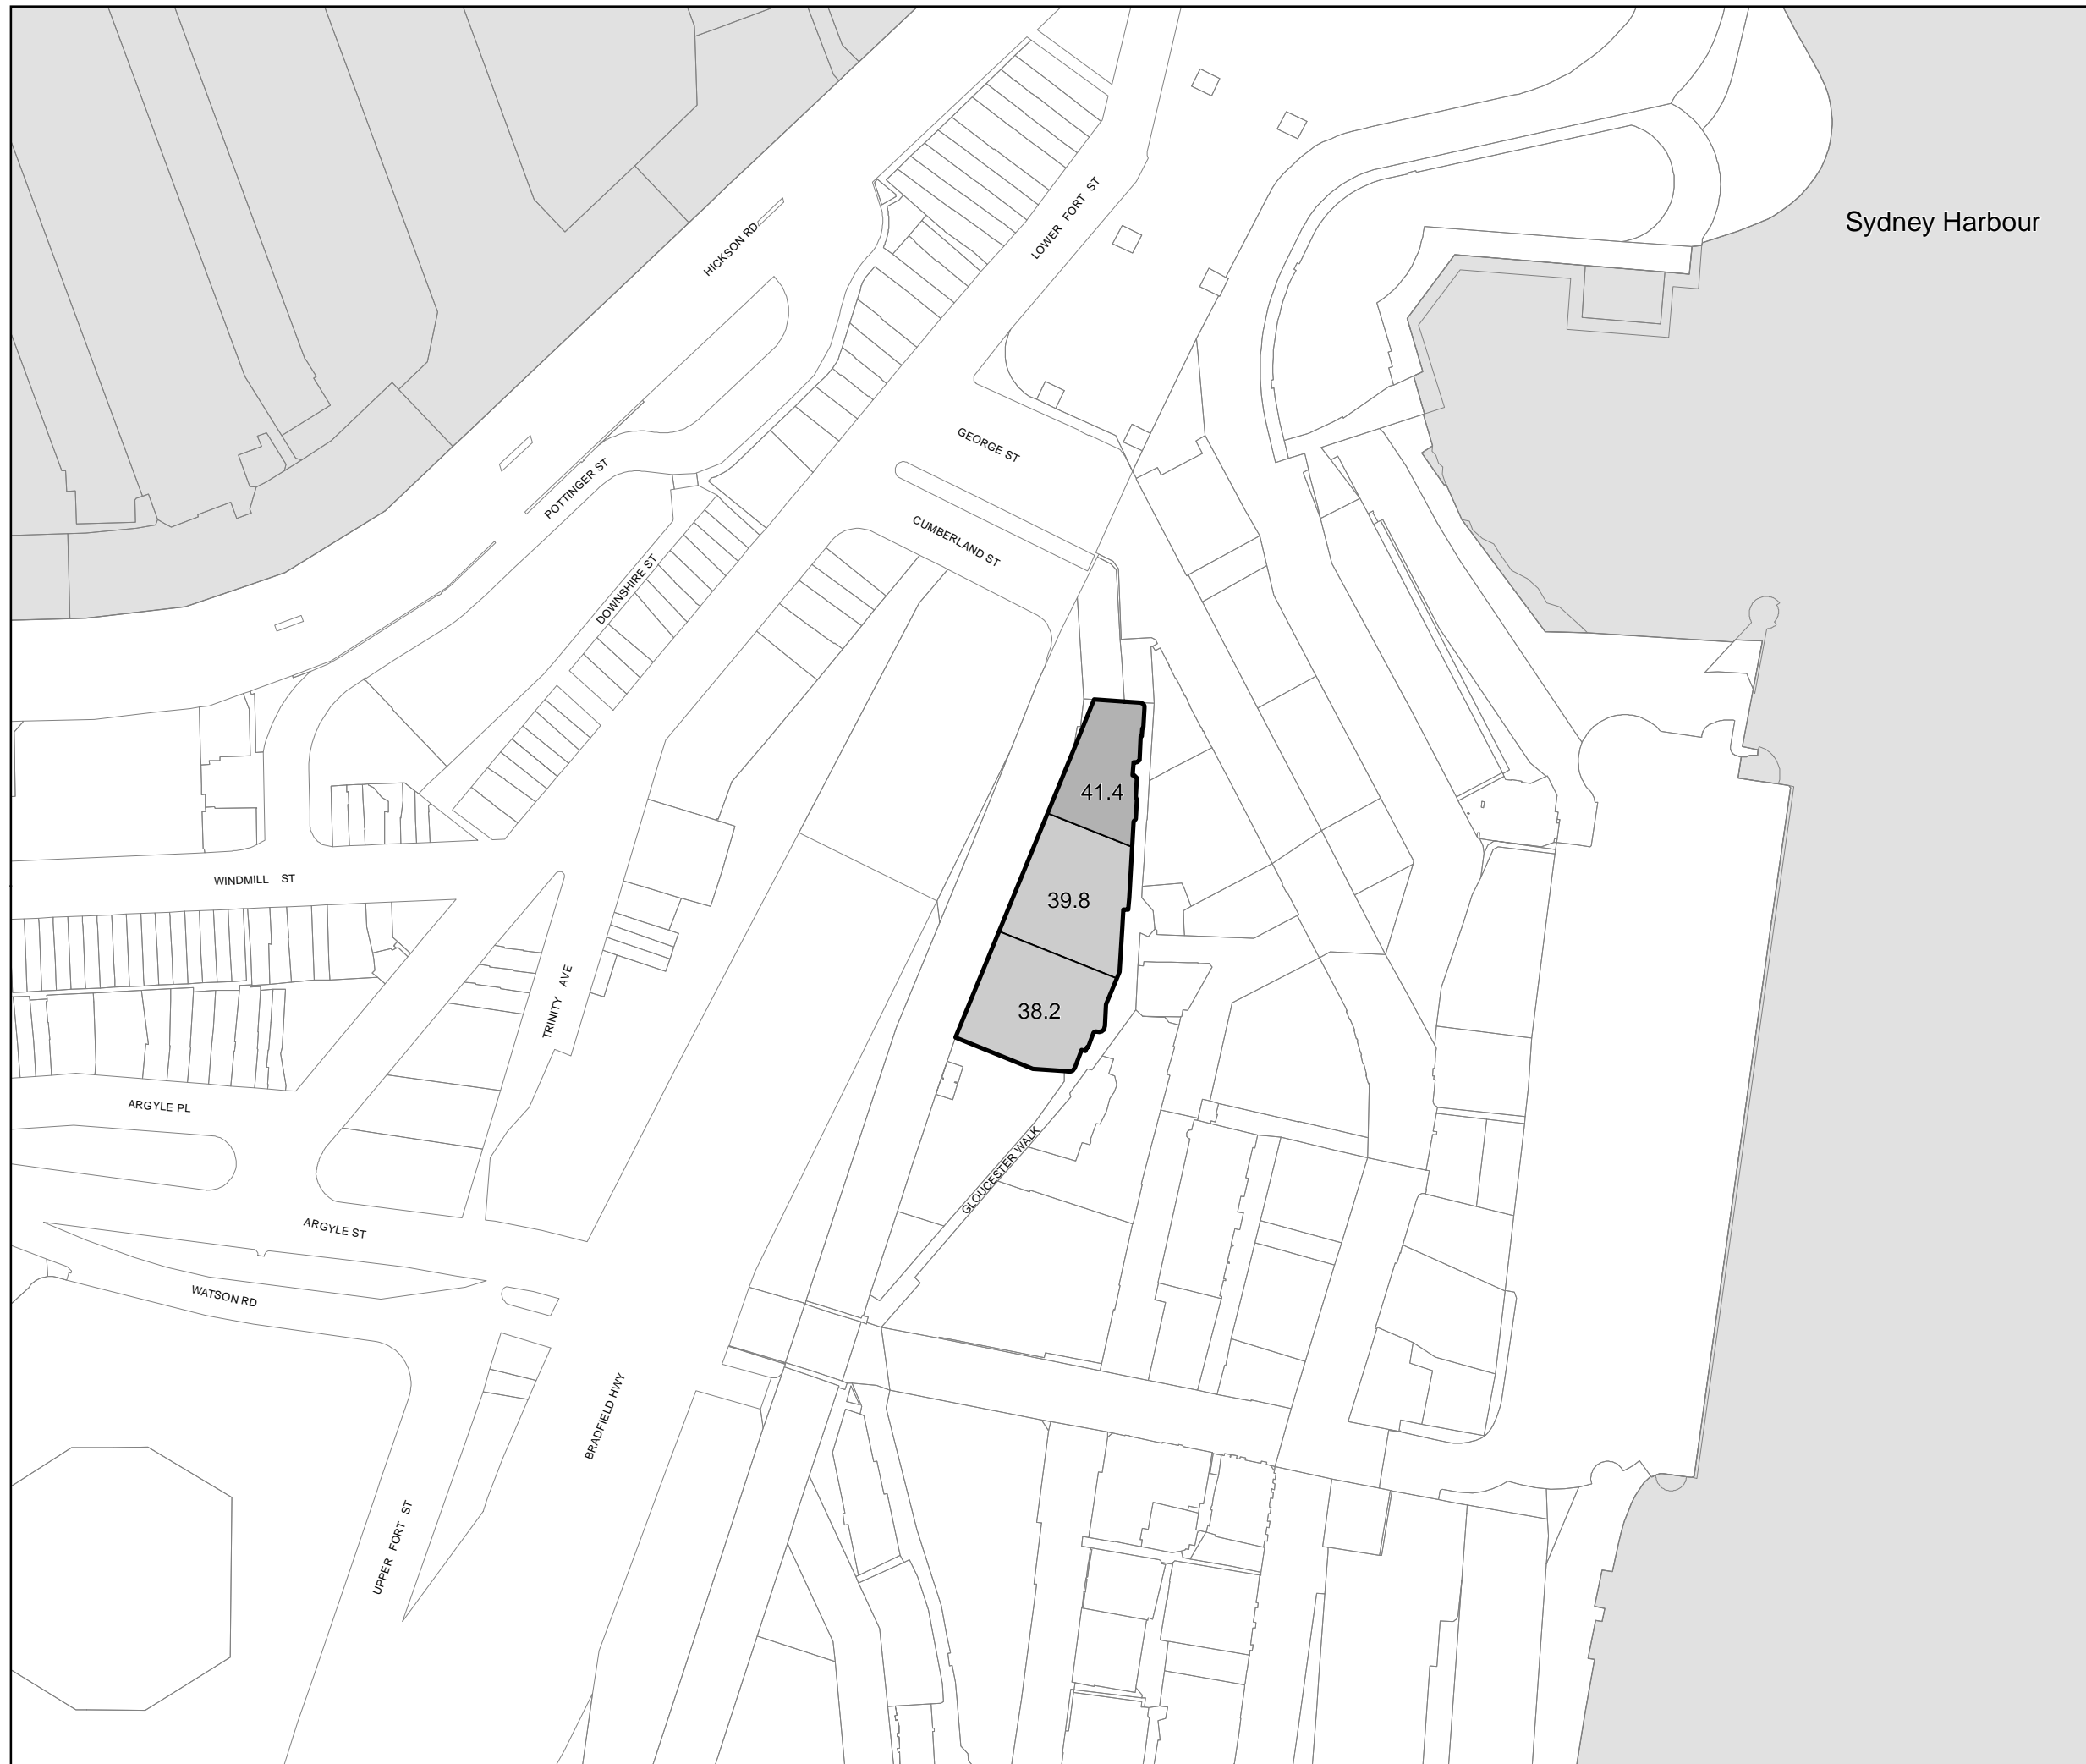 Sydney Harbour
HICKSON RD
LOWER FORT ST
GEORGE ST
POTTINGER ST
CUMBERLAND ST
DOWNSHIRE ST
41.4
WINDMILL ST
39.8
TRINITY AVE
38.2
ARGYLE PL
GLOUCESTER WALK
ARGYLE ST
WATSON RD
BRADFIELD HWY
UPPER FORT ST